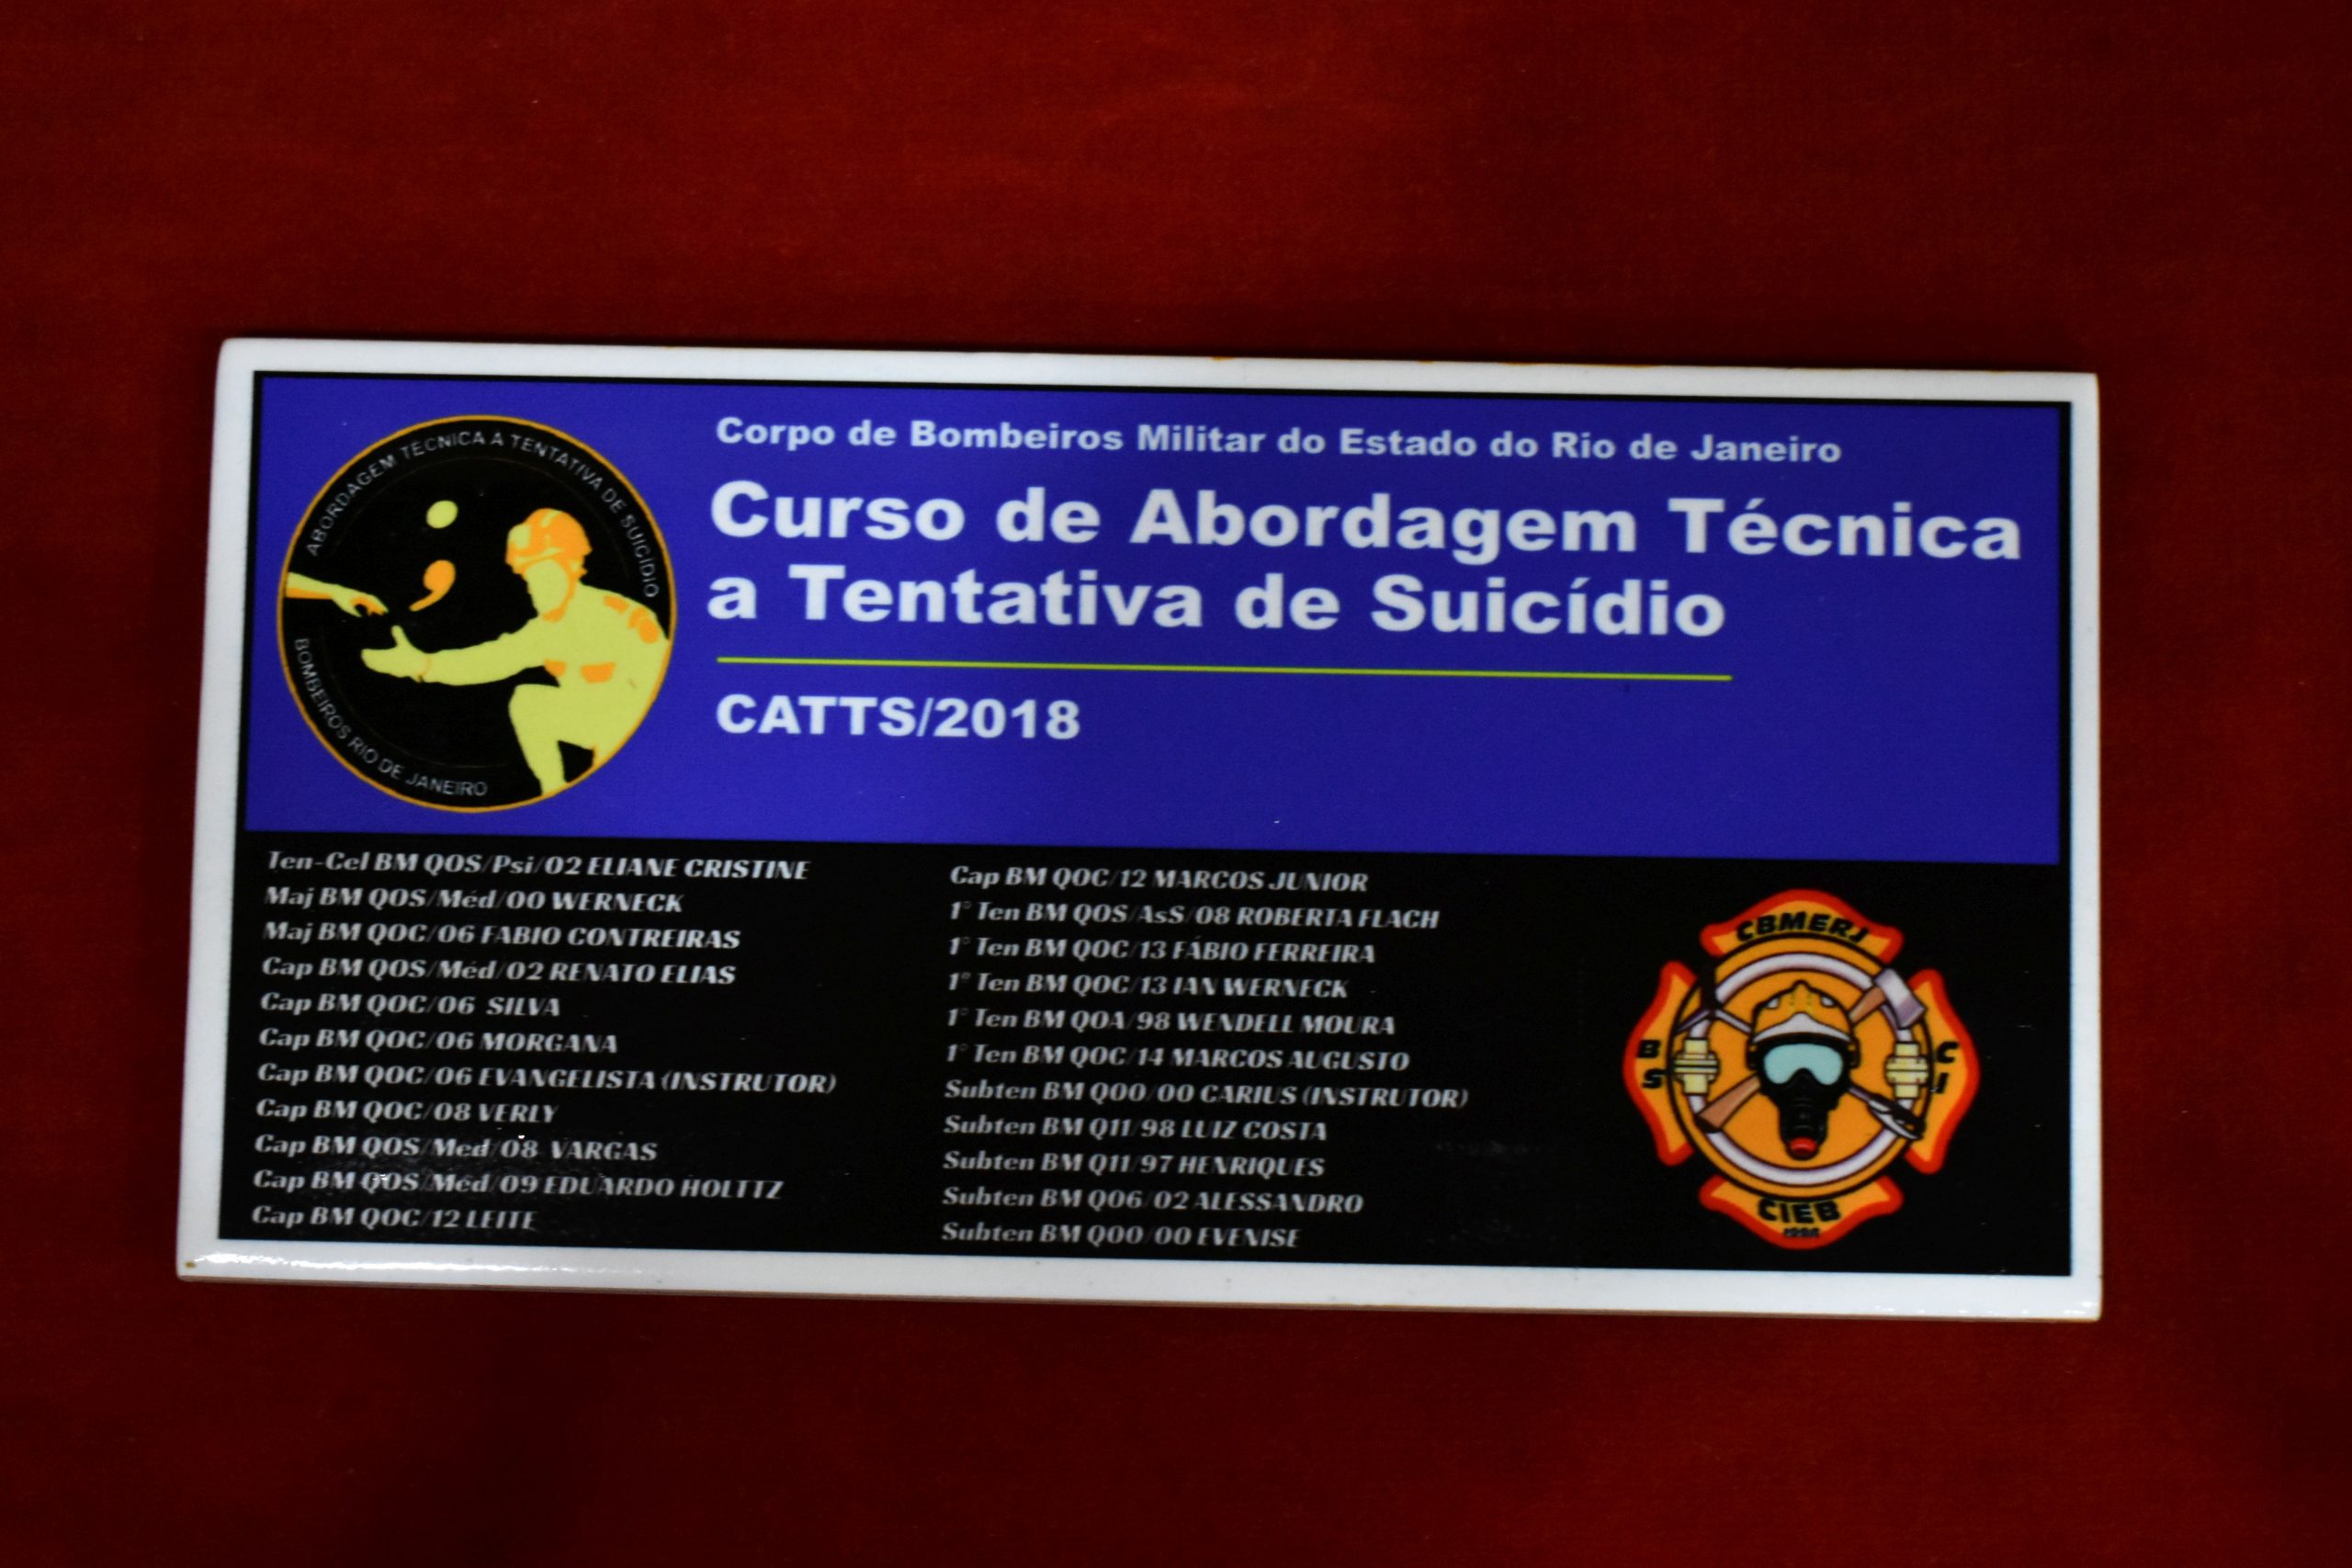 ABORDAGEM TÉCNICA A TENTATIVA DE SUICÍDIO
BOMBEIROS RIO DE JANEIRO
Corpo de Bombeiros Militar do Estado do Rio de Janeiro
Curso de Abordagem Técnica
a Tentativa de Suicídio
CATTS/2018
Ten-Cel BM QOS/Psi/02 ELIANE CRISTINE
Maj BM QOS/Méd/00 WERNECK
Maj BM QOC/06 FABIO CONTREIRAS
Cap BM QOS/Méd/02 RENATO ELIAS
Cap BM QOC/06 SILVA
Cap BM QOC/06 MORGANA
Cap BM QOC/06 EVANGELISTA (INSTRUTOR)
Cap BM QOC/08 VERLY
Cap BM QOS/Med/08 VARGAS
Cap BM QOS/Méd/09 EDUARDO HOLTTZ
Cap BM QOC/12 LEITE
Cap BM QOC/12 MARCOS JUNIOR
1° Ten BM QOS/AsS/08 ROBERTA FLACH
1° Ten BM QOC/13 FÁBIO FERREIRA
1° Ten BM QOC/13 IAN WERNECK
1° Ten BM QOA/98 WENDELL MOURA
1° Ten BM QOC/14 MARCOS AUGUSTO
Subten BM Q00/00 CARIUS (INSTRUTOR)
Subten BM Q11/98 LUIZ COSTA
Subten BM Q11/97 HENRIQUES
Subten BM Q06/02 ALESSANDRO
Subten BM Q00/00 EVENISE
CBMERJ
B S
C I
CIEB